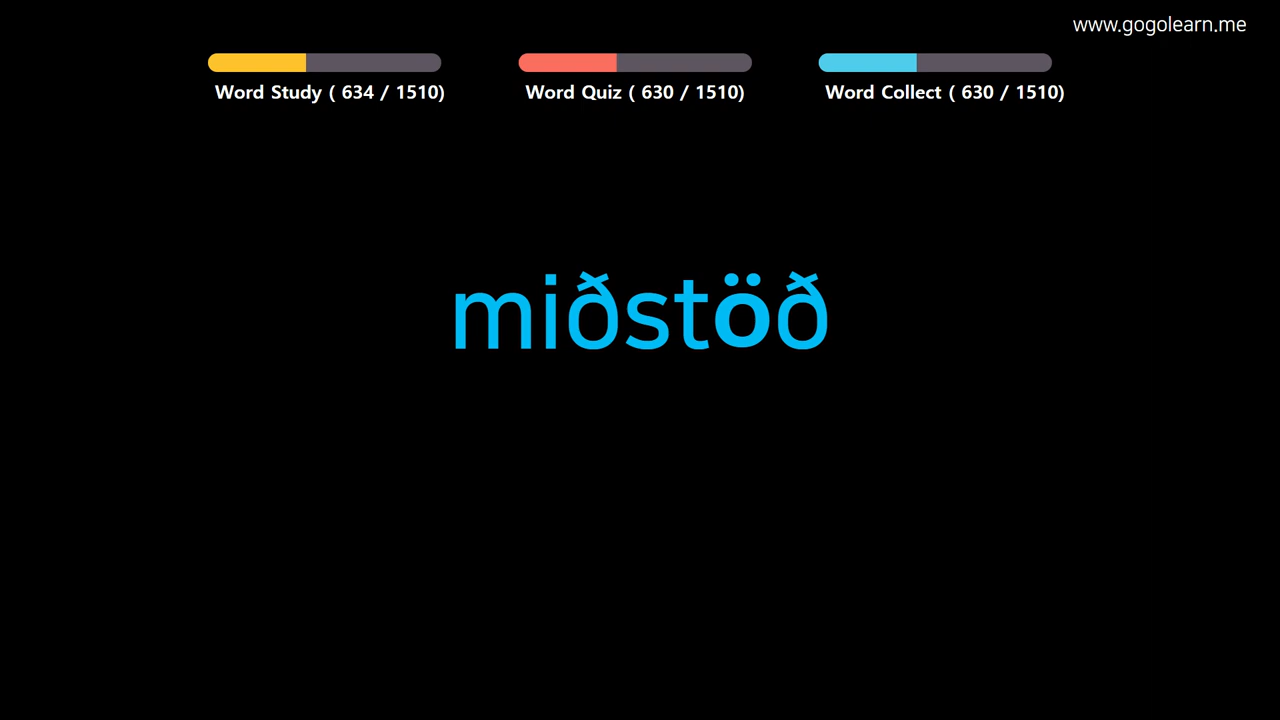 www.gogolearn.me
Word Study ( 634 / 1510)
Word Quiz ( 630 / 1510)
Word Collect ( 630 / 1510)
miðstöð